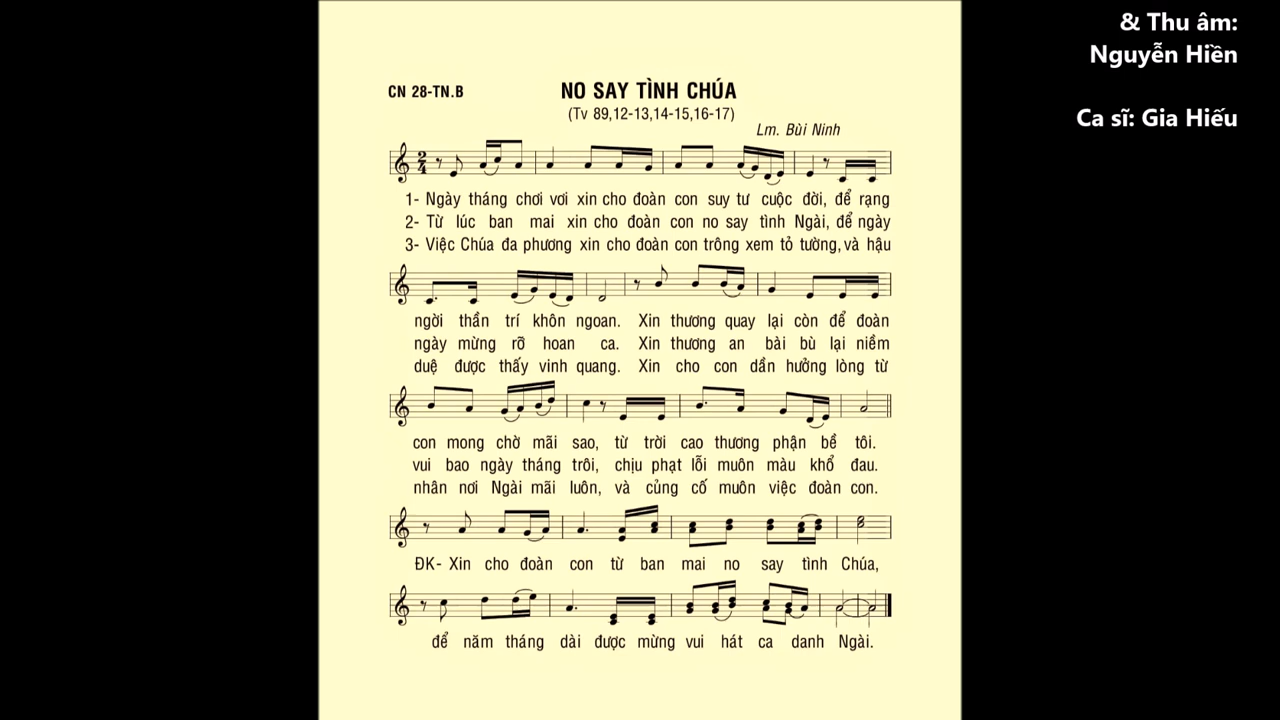 & Thu âm:
Nguyễn Hiền
Ca sĩ: Gia Hiếu
CN 28-TN.B
NO SAY TÌNH CHÚA
(Tv 89,12-13,14-15,16-17)
Lm. Bùi Ninh
1- Ngày tháng chơi vơi xin cho đoàn con suy tư cuộc đời, để rạng
2- Từ lúc ban mai xin cho đoàn con no say tình Ngài, để ngày
3- Việc Chúa đa phương xin cho đoàn con trông xem tỏ tường, và hậu
ngời thần trí khôn ngoan. Xin thương quay lại còn để đoàn
ngày mừng rỡ hoan ca. Xin thương an bài bù lại niềm
duệ được thấy vinh quang. Xin cho con dần hưởng lòng từ
con mong chờ mãi sao, từ trời cao thương phận bề tôi.
vui bao ngày tháng trôi, chịu phạt lỗi muôn màu khổ đau.
nhân nơi Ngài mãi luôn, và củng cố muôn việc đoàn con.
ĐK- Xin cho đoàn con từ ban mai no say tình Chúa,
để năm tháng dài được mừng vui hát ca danh Ngài.